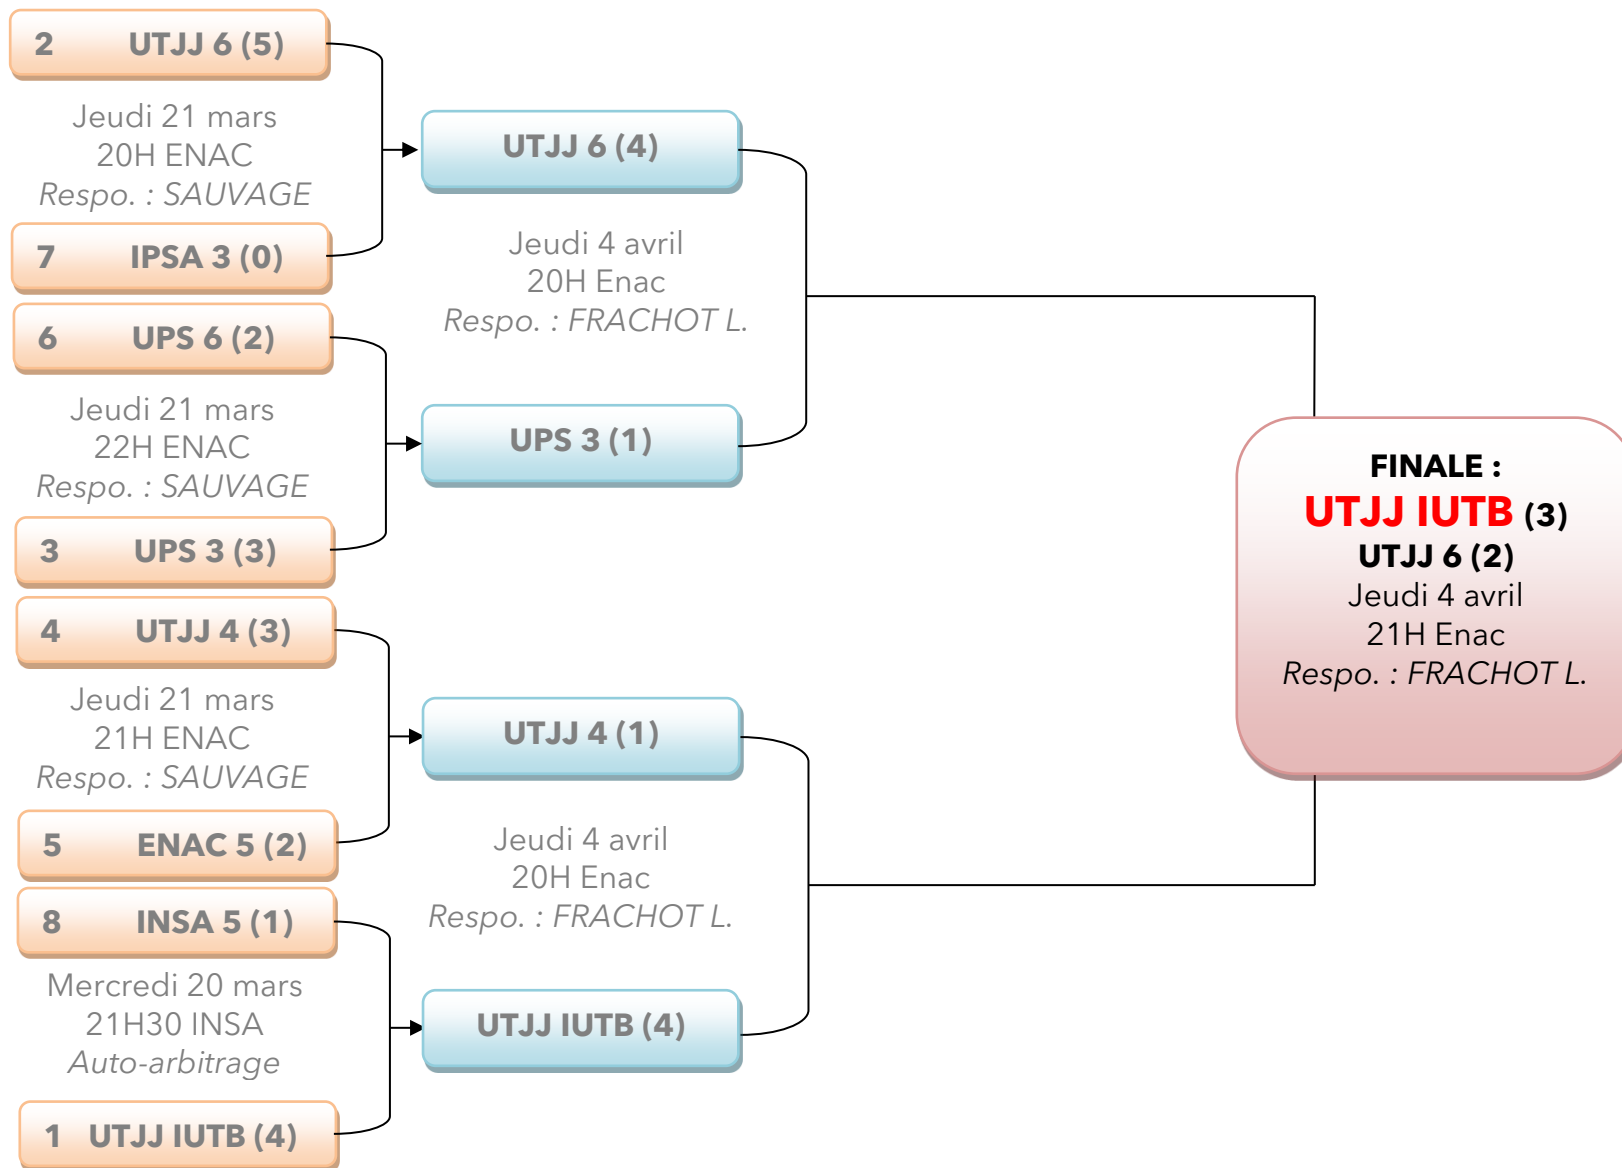 2 UTJJ 6 (5)
Jeudi 21 mars
20H ENAC
Respo. : SAUVAGE
7 IPSA 3 (0)
6 UPS 6 (2)
Jeudi 21 mars
22H ENAC
Respo. : SAUVAGE
3 UPS 3 (3)
4 UTJJ 4 (3)
Jeudi 21 mars
21H ENAC
Respo. : SAUVAGE
5 ENAC 5 (2)
8 INSA 5 (1)
Mercredi 20 mars
21H30 INSA
Auto-arbitrage
1 UTJJ IUTB (4)
UTJJ 6 (4)
Jeudi 4 avril
20H Enac
Respo. : FRACHOT L.
UPS 3 (1)
UTJJ 4 (1)
Jeudi 4 avril
20H Enac
Respo. : FRACHOT L.
UTJJ IUTB (4)
FINALE :
UTJJ IUTB (3)
UTJJ 6 (2)
Jeudi 4 avril
21H Enac
Respo. : FRACHOT L.